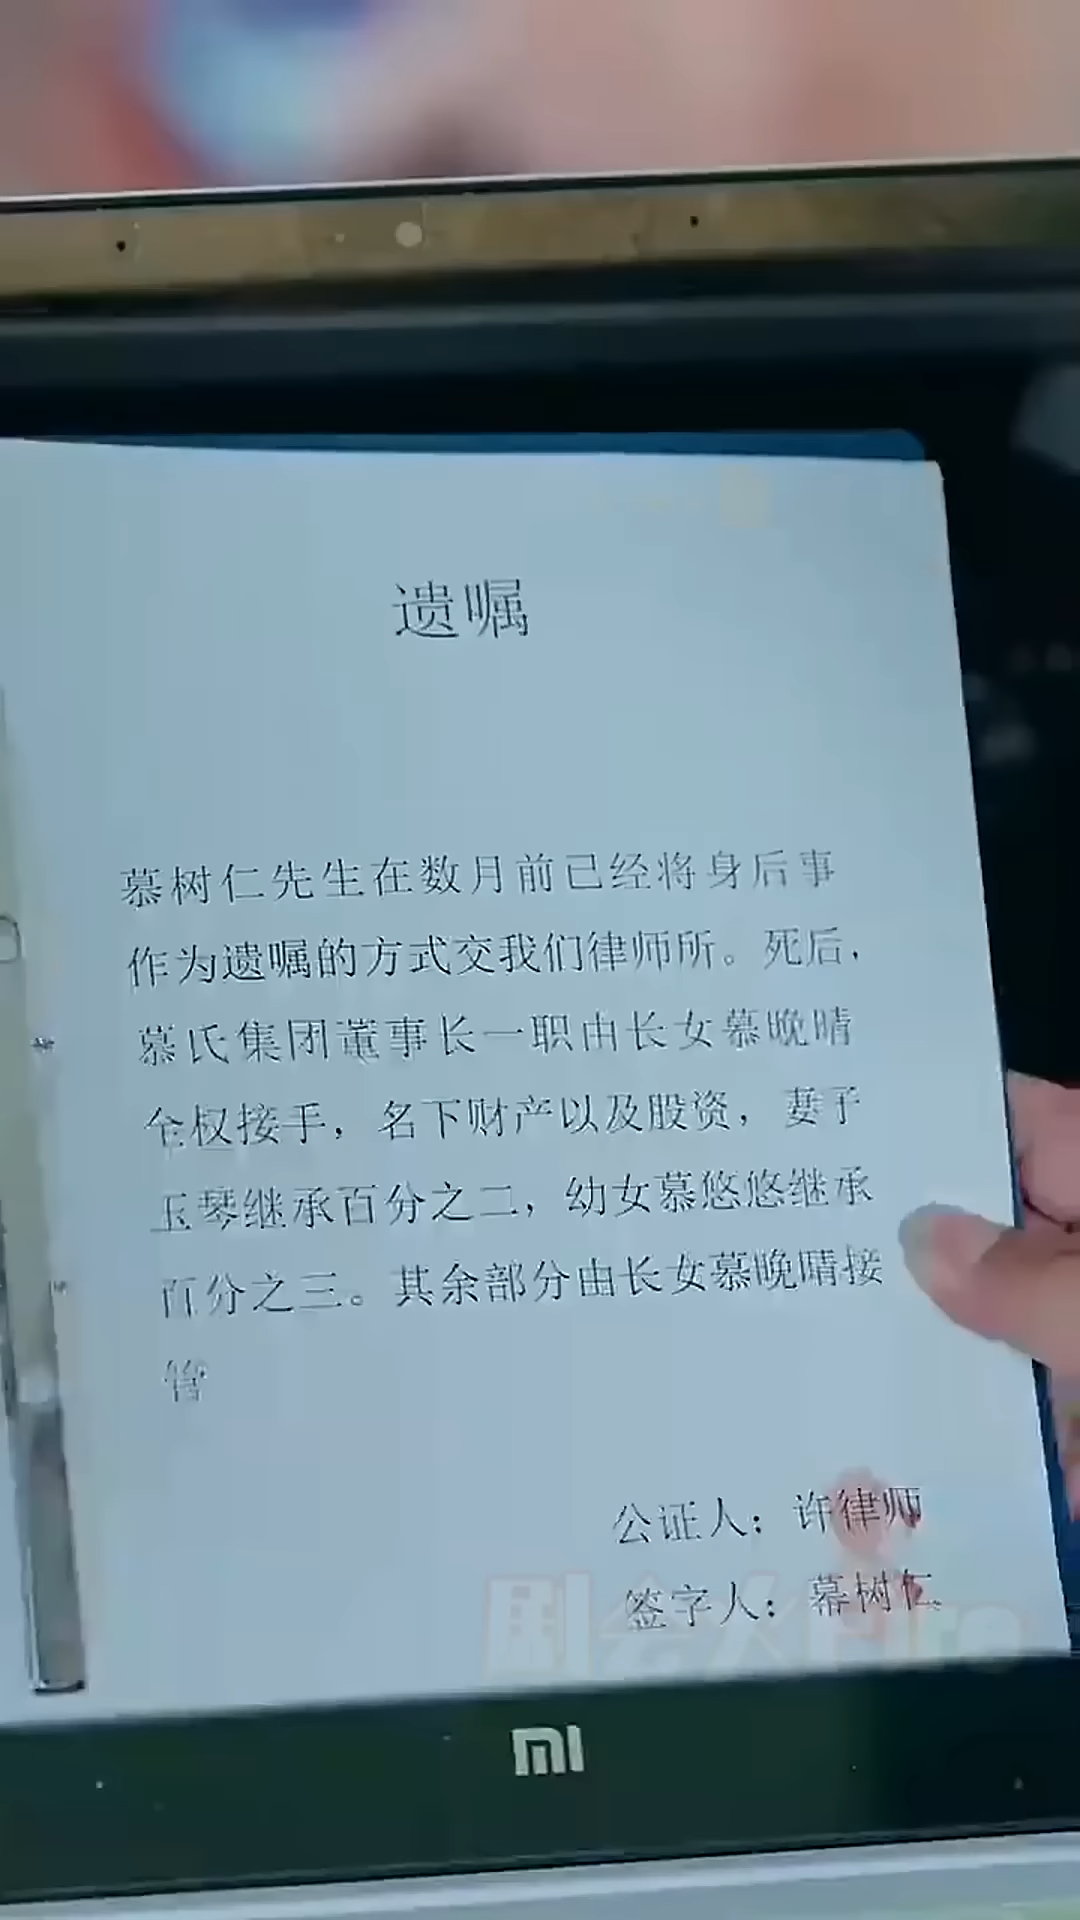 遗嘱
慕树仁先生在数月前已经将身后事
作为遗嘱的方式交我们律师所。死后，
慕氏集团董事长一职由长女慕晚晴
全权接手，名下财产以及股资，妻子
玉琴继承百分之二，幼女慕悠悠继承
百分之三。其余部分由长女慕晚晴接
管
公证人：许律师
签字人：慕树仁
mi